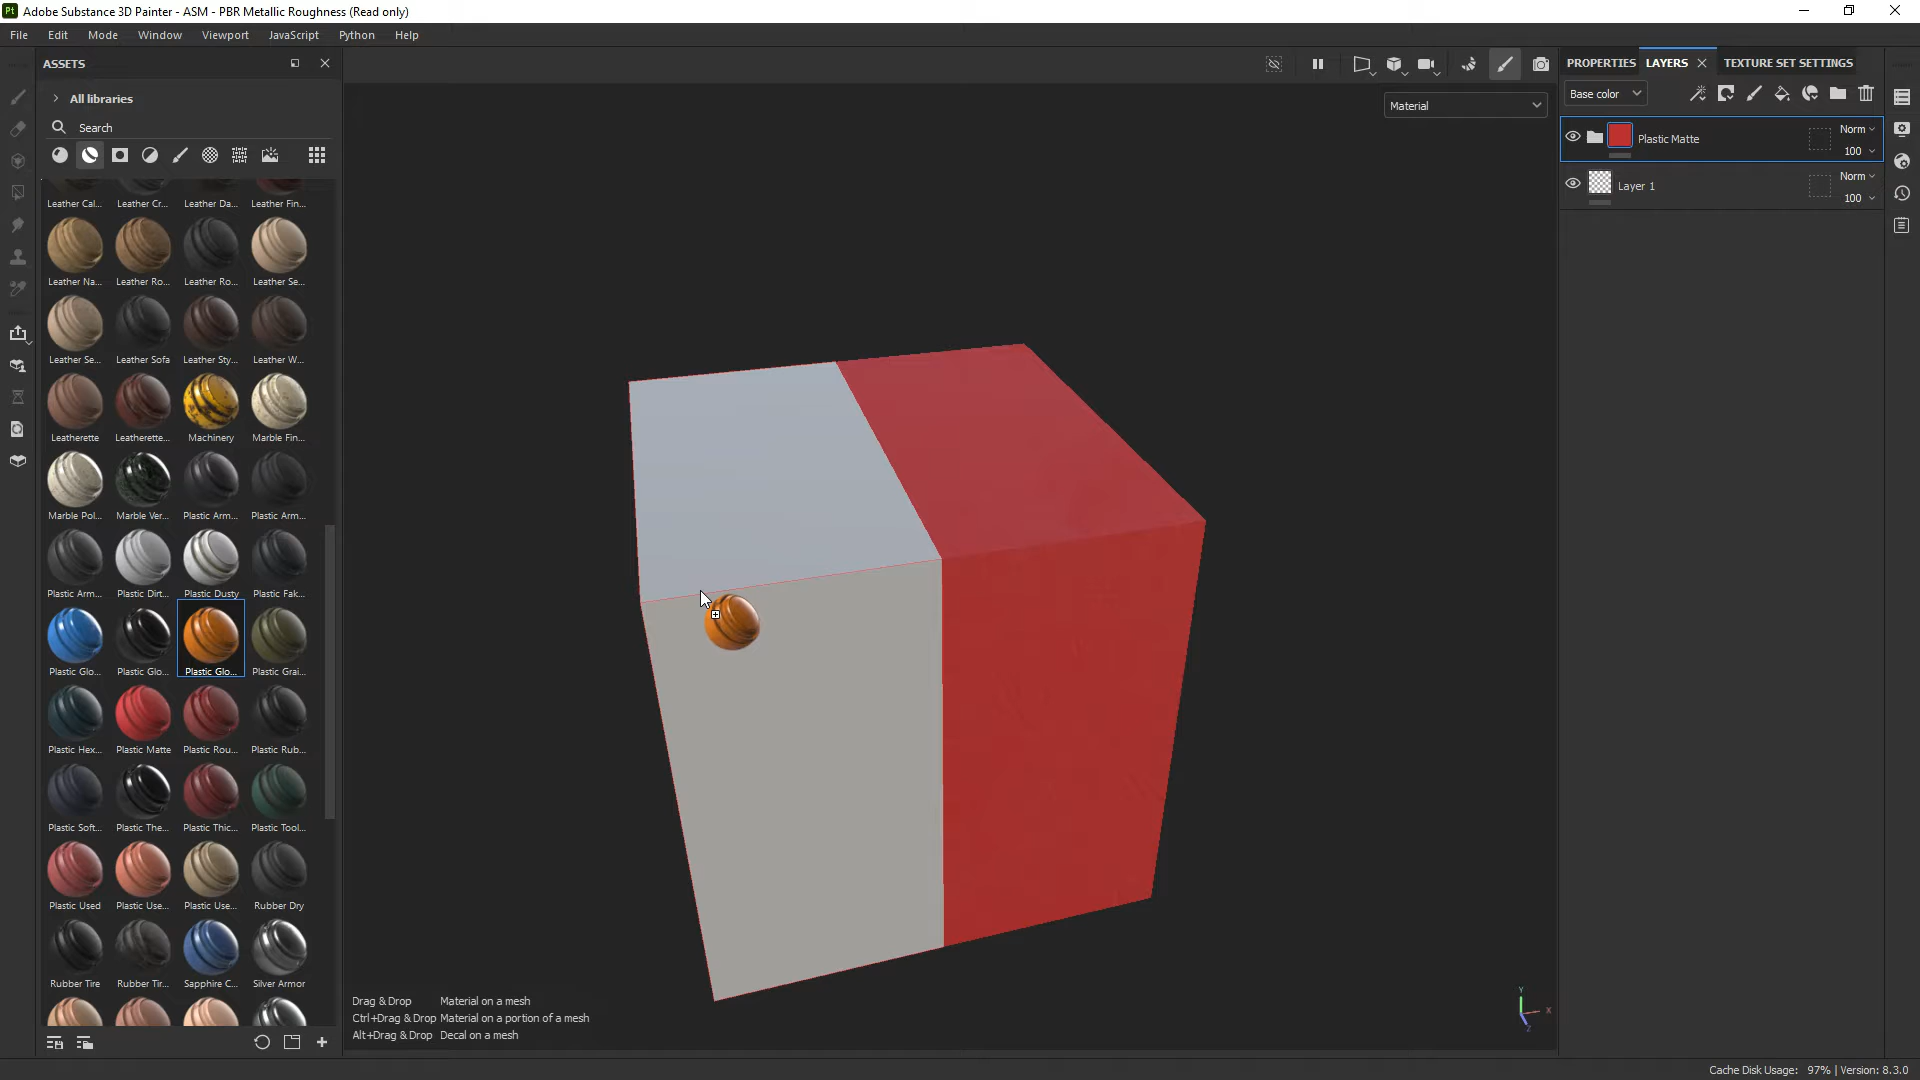 Pt Adobe Substance 3D Painter - ASM - PBR Metallic Roughness (Read only)
File Edit Mode Window Viewport JavaScript Python Help
ASSETS
All libraries
Search
Leather Cal... Leather Cr... Leather Da... Leather Fin...
Leather Na... Leather Ro... Leather Ro... Leather Se...
Leather Se... Leather Sofa Leather Sty... Leather W...
Leatherette Leatherette... Machinery Marble Fin...
Marble Pol... Marble Ver... Plastic Arm... Plastic Arm...
Plastic Arm... Plastic Dirt... Plastic Dusty Plastic Fak...
Plastic Glo... Plastic Glo... Plastic Glo... Plastic Grai...
Plastic Hex... Plastic Matte Plastic Rou... Plastic Rub...
Plastic Soft... Plastic The... Plastic Thic... Plastic Tool...
Plastic Used Plastic Use... Plastic Use... Rubber Dry
Rubber Tire Rubber Tir... Sapphire C... Silver Armor
Material
Drag & Drop Material on a mesh
Ctrl+Drag & Drop Material on a portion of a mesh
Alt+Drag & Drop Decal on a mesh
Y
X
Z
PROPERTIES LAYERS TEXTURE SET SETTINGS
Base color
Plastic Matte Norm
100
Layer 1 Norm
100
Cache Disk Usage: 97% | Version: 8.3.0